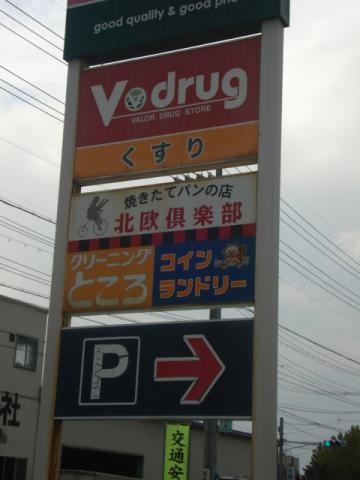 good quality & good pho
V drug
VALOR DRUG STORE
くすり
焼きたてパンの店
北欧倶楽部
クリーニング
ところ
コイン
ランドリー
P
社
交通安